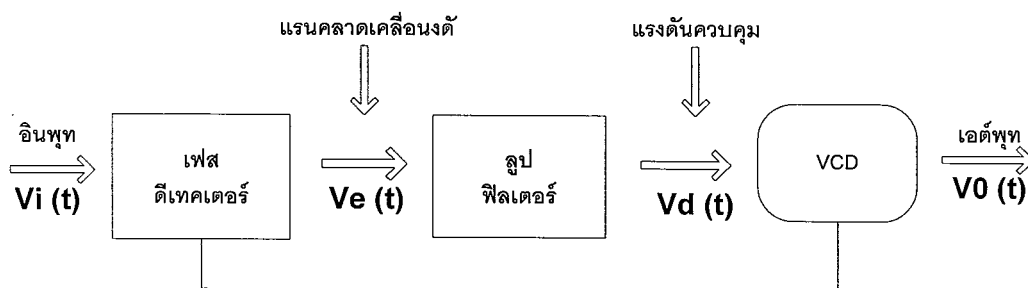 แรนคลาดเคลื่อนงดั
แรงดันควบคุม
อินพุท
Vi (t)
เฟส
ดีเทคเตอร์
Ve (t)
ลูป
ฟิลเตอร์
Vd (t)
VCD
เอต์พุท
V0 (t)